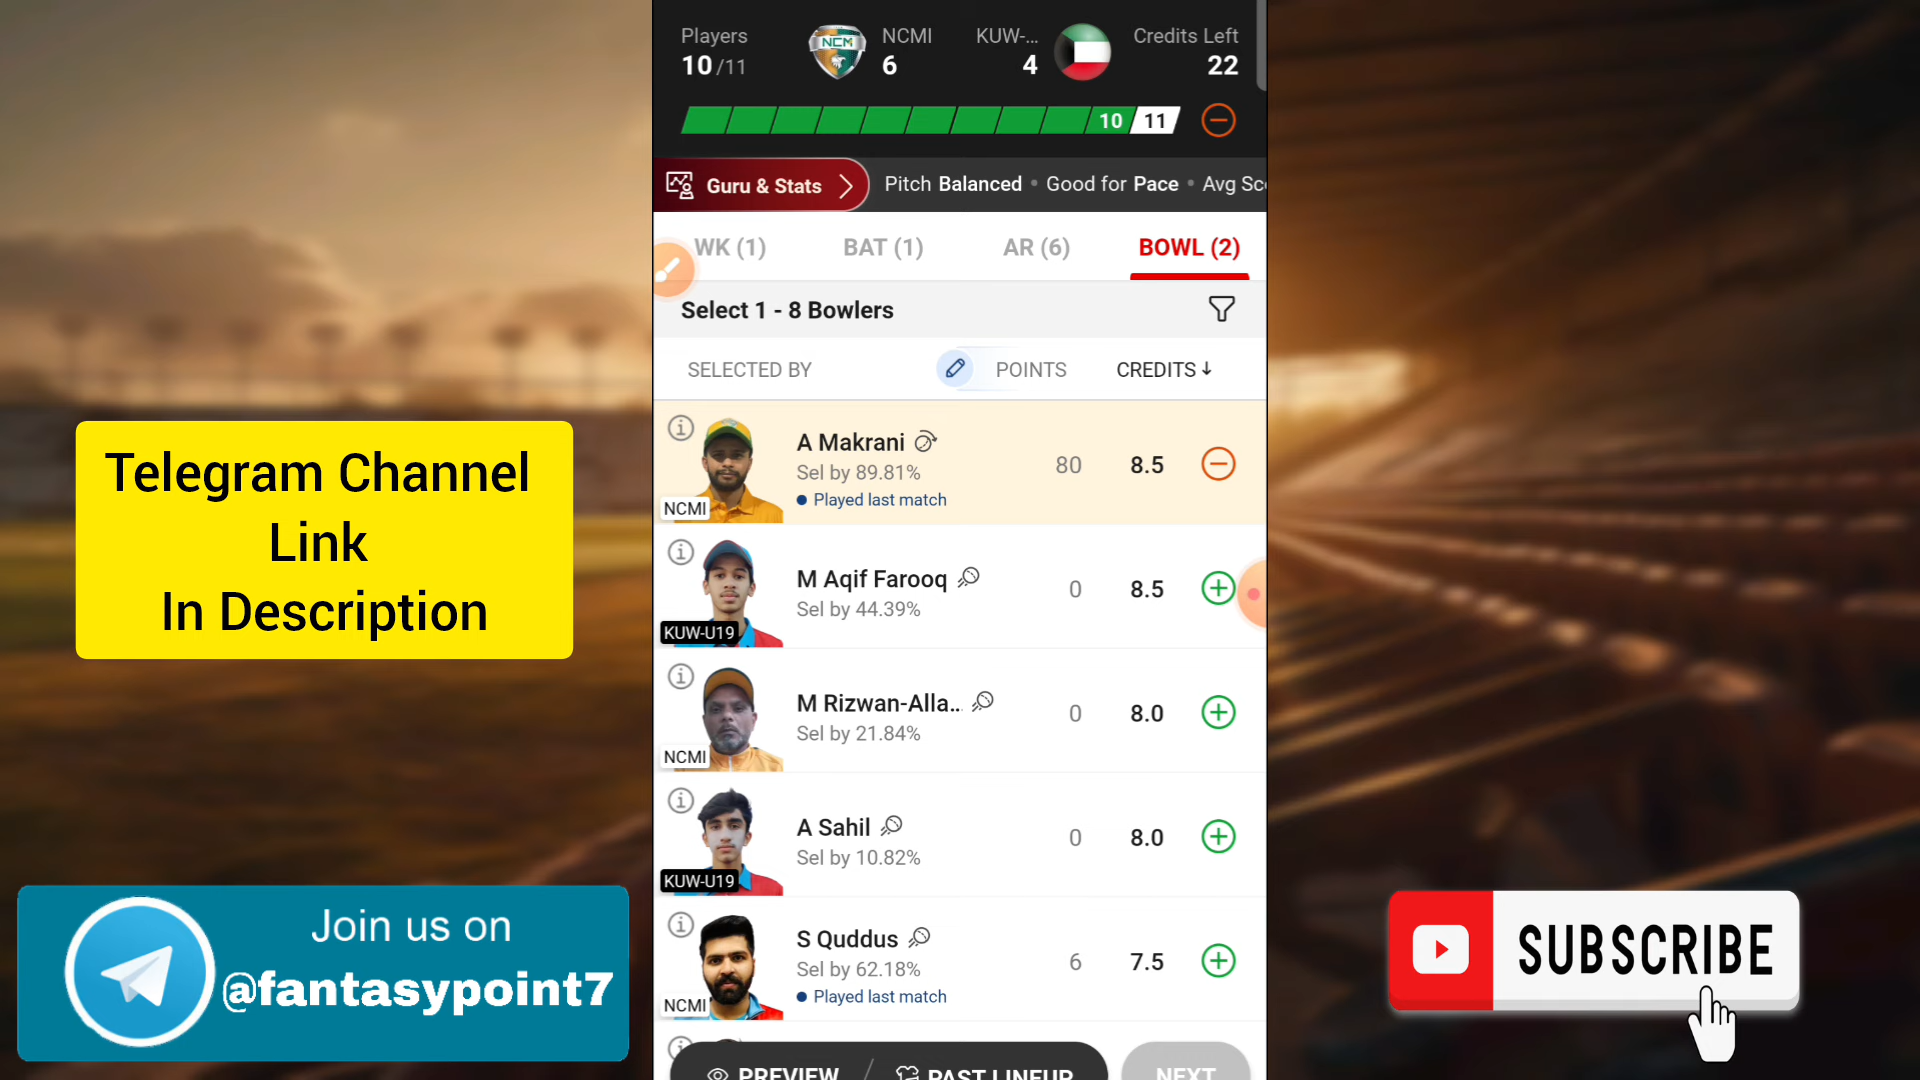 Players
10/11
NCM
NCMI
6
KUW-...
4
Credits Left
22
10 11
Guru & Stats
Pitch Balanced • Good for Pace • Avg Sc
WK (1)
BAT (1)
AR (6)
BOWL (2)
Select 1 - 8 Bowlers
SELECTED BY
POINTS
CREDITS↓
A Makrani
Sel by 89.81%
Played last match
NCMI
80
8.5
M Aqif Farooq
Sel by 44.39%
KUW-U19
0
8.5
M Rizwan-Alla...
Sel by 21.84%
NCMI
0
8.0
A Sahil
Sel by 10.82%
KUW-U19
0
8.0
S Quddus
Sel by 62.18%
Played last match
NCMI
6
7.5
PREVIEW / PAST LINEUP
NEXT
Telegram Channel
Link
In Description
Join us on
@fantasypoint7
SUBSCRIBE